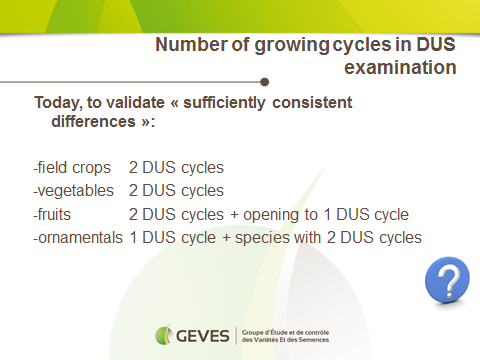 Number of growing cycles in DUS
examination
Today, to validate « sufficiently consistent
differences »:
-field crops 2 DUS cycles
-vegetables 2 DUS cycles
-fruits 2 DUS cycles + opening to 1 DUS cycle
-ornamentals 1 DUS cycle + species with 2 DUS cycles
?
GEVES
Groupe d'Étude et de contrôle
des Variétés Et des Semences